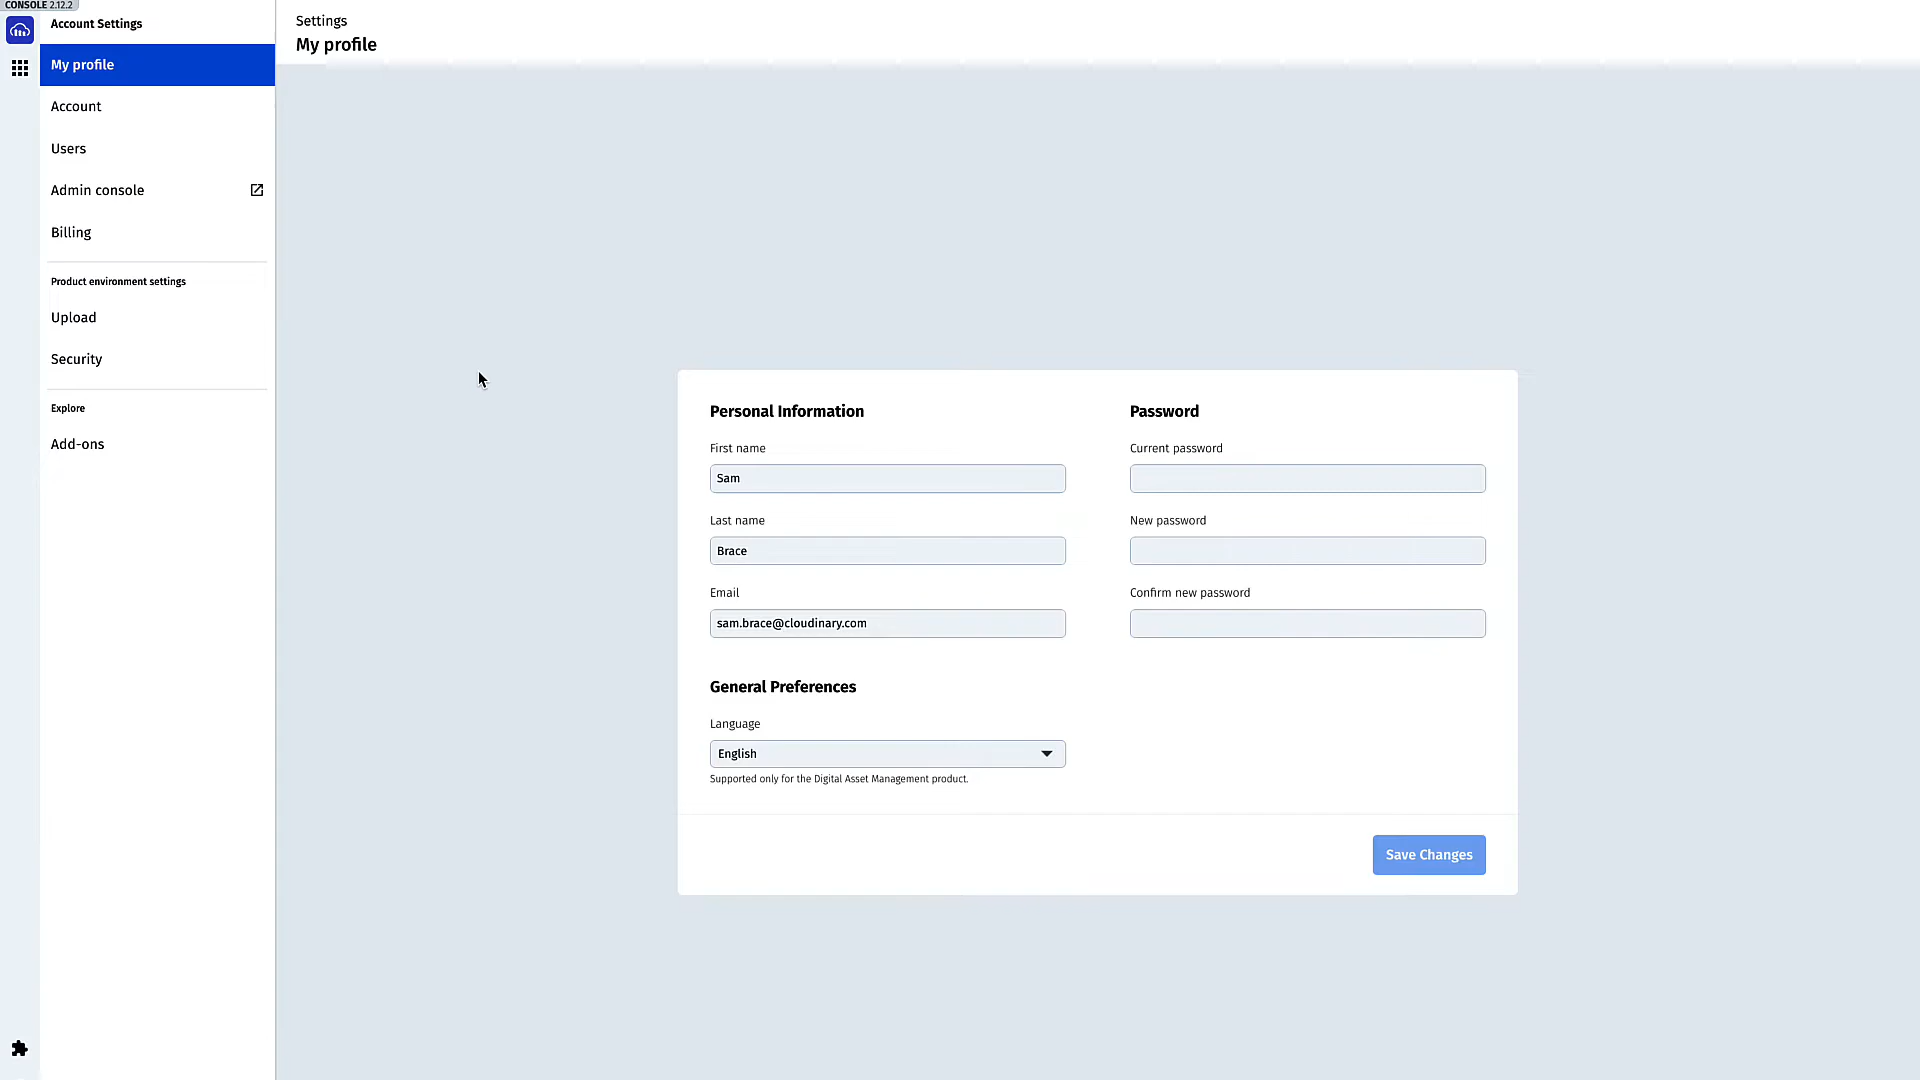 CONSOLE 2.12.2
Account Settings
My profile
Account
Users
Admin console
Billing
Product environment settings
Upload
Security
Explore
Add-ons
Settings
My profile
Personal Information
First name
Sam
Last name
Brace
Email
sam.brace@cloudinary.com
General Preferences
Language
English
Supported only for the Digital Asset Management product.
Password
Current password
New password
Confirm new password
Save Changes